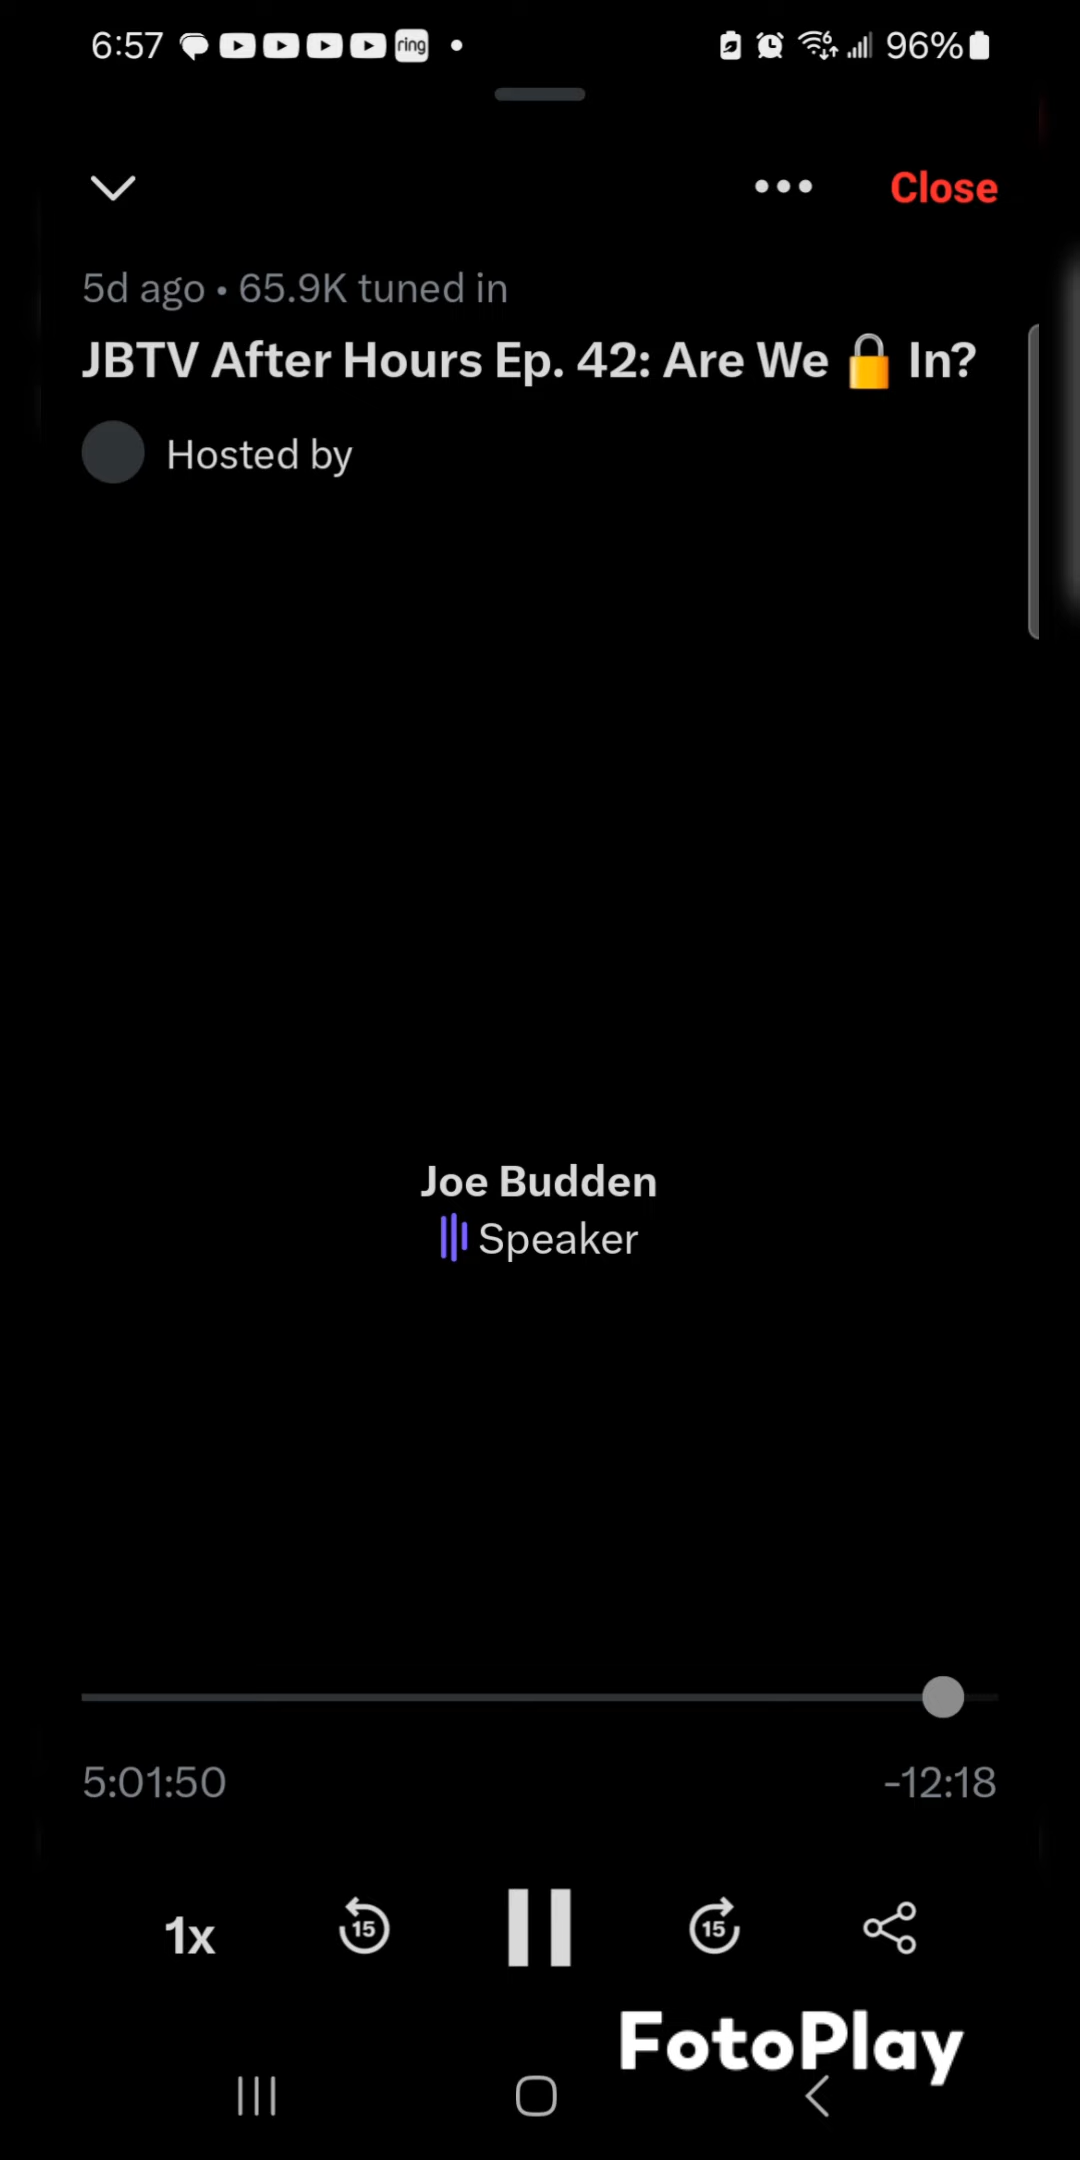 6:57 ring 96%
Close
5d ago • 65.9K tuned in
JBTV After Hours Ep. 42: Are We 🔒 In?
Hosted by
Joe Budden
Speaker
5:01:50 -12:18
1x 15 15
FotoPlay